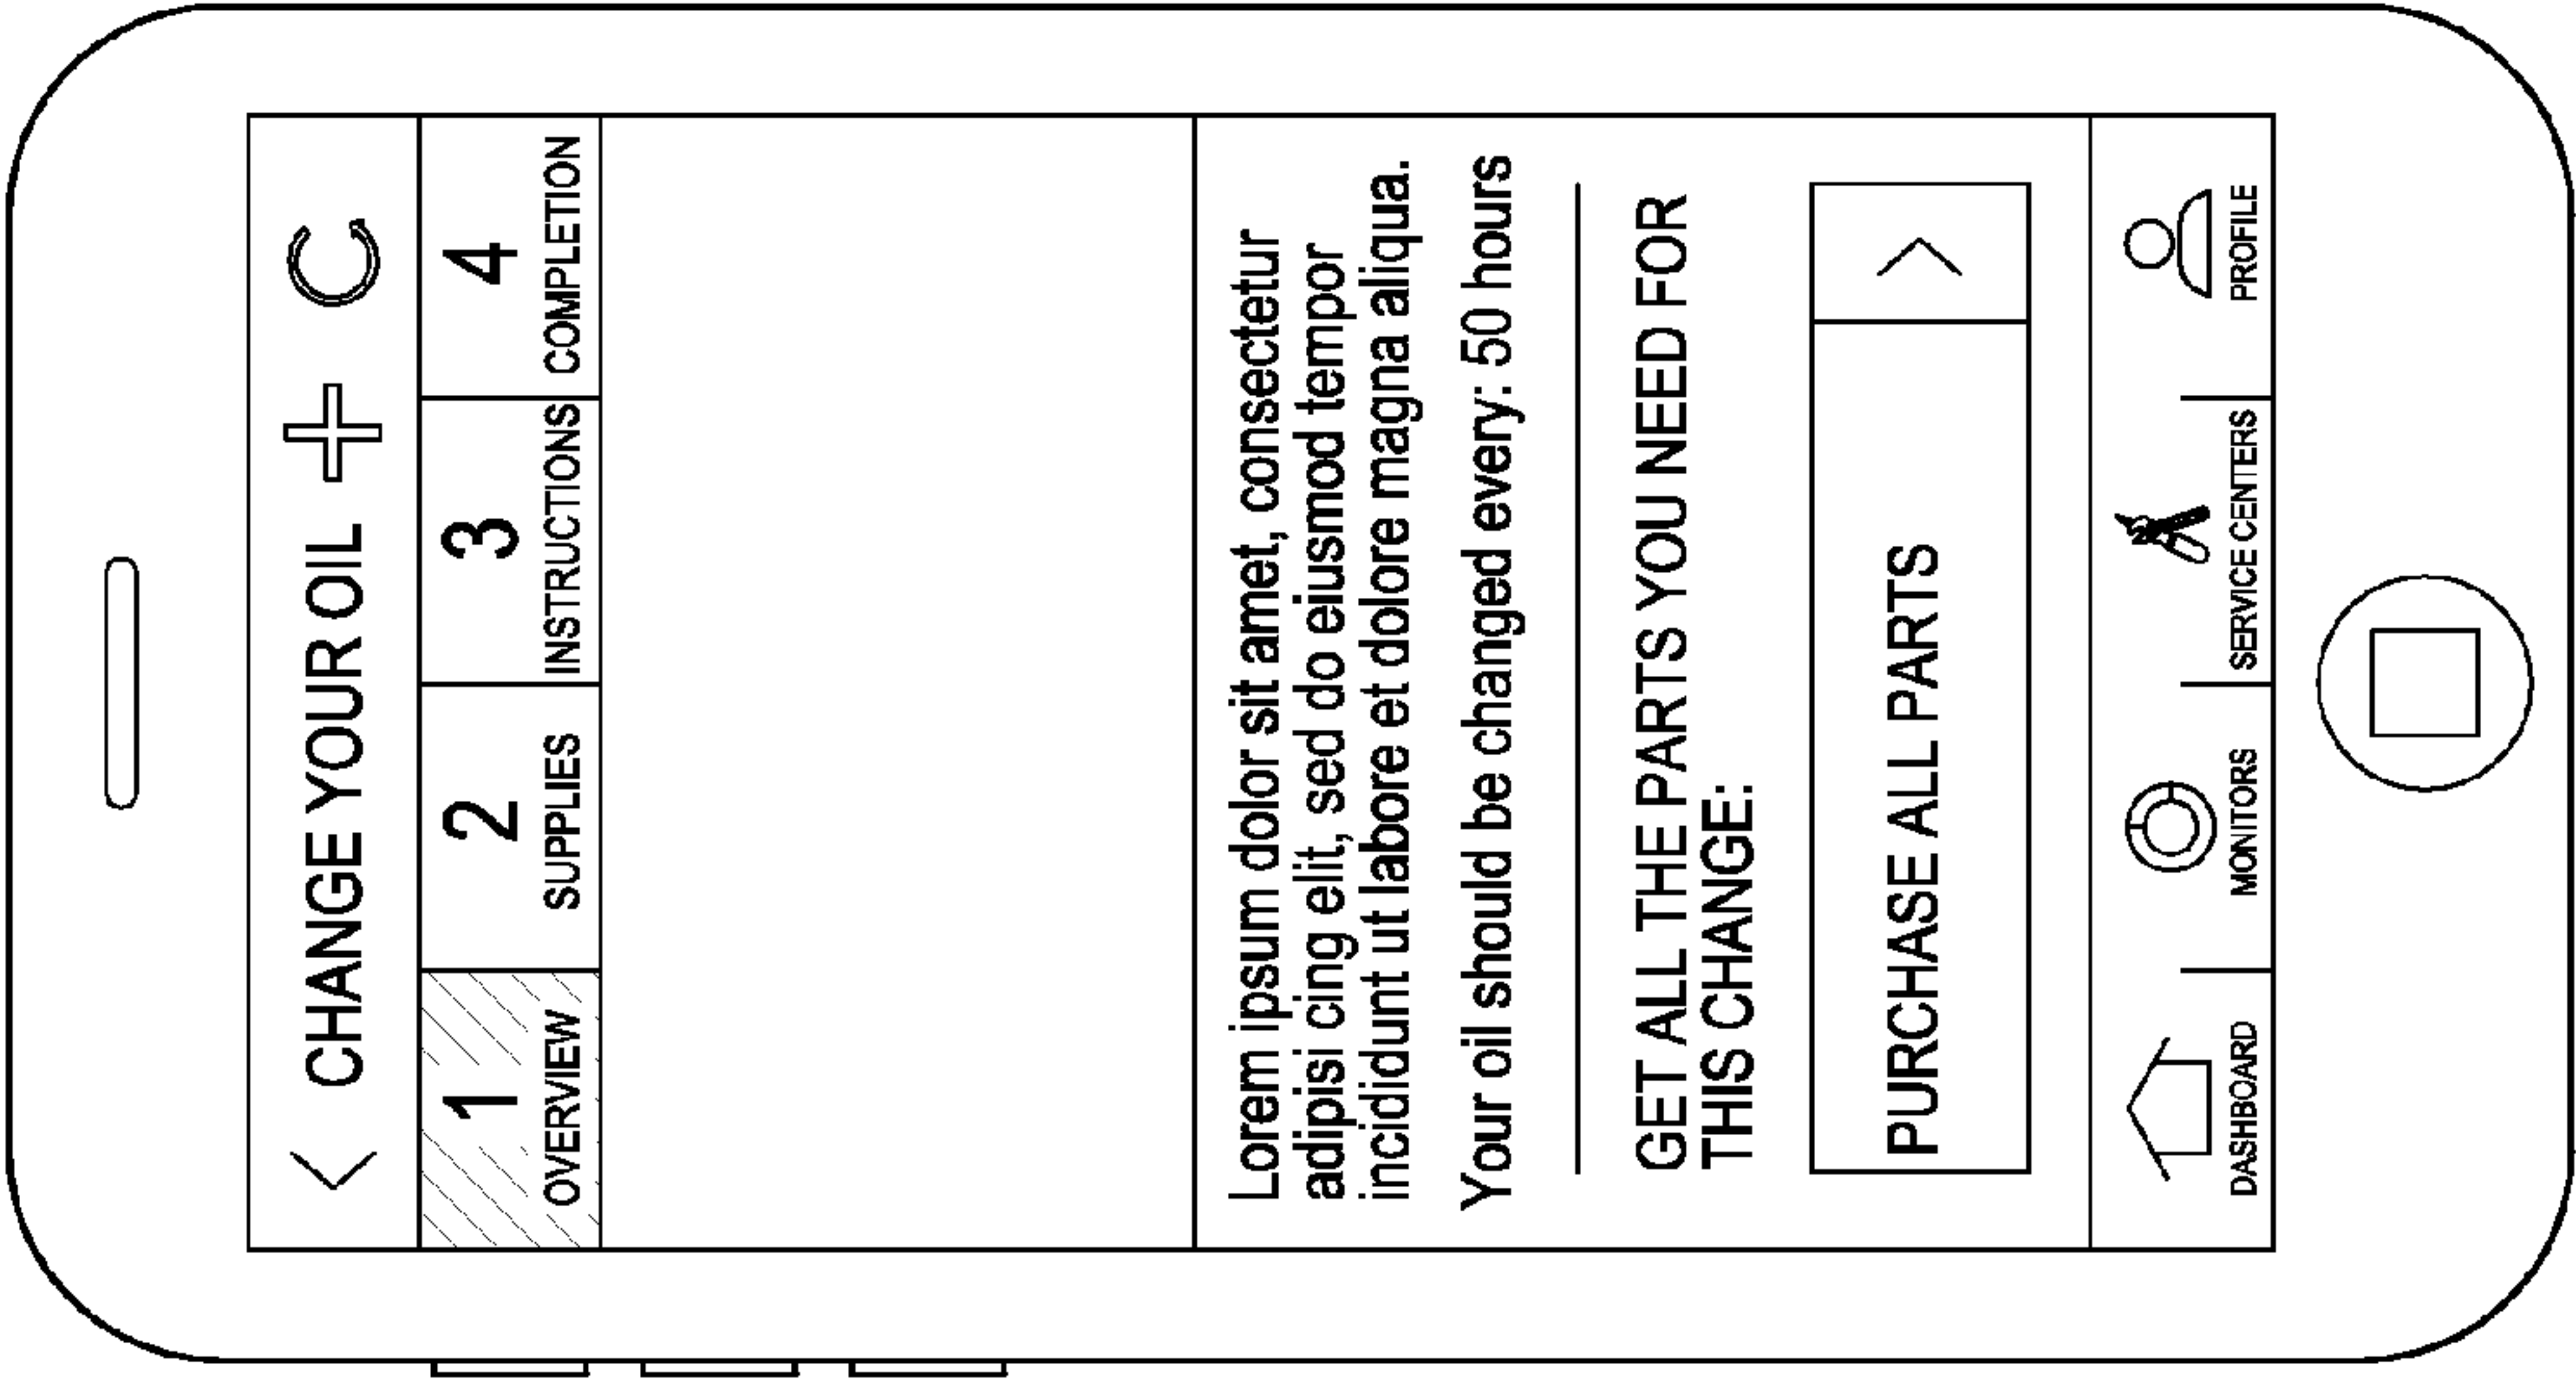 < CHANGE YOUR OIL
1 2 3 4
OVERVIEW SUPPLIES INSTRUCTIONS COMPLETION
Lorem ipsum dolor sit amet, consectetur
adipisi cing elit, sed do eiusmod tempor
incididunt ut labore et dolore magna aliqua.
Your oil should be changed every: 50 hours
GET ALL THE PARTS YOU NEED FOR
THIS CHANGE:
PURCHASE ALL PARTS >
DASHBOARD MONITORS SERVICE CENTERS PROFILE